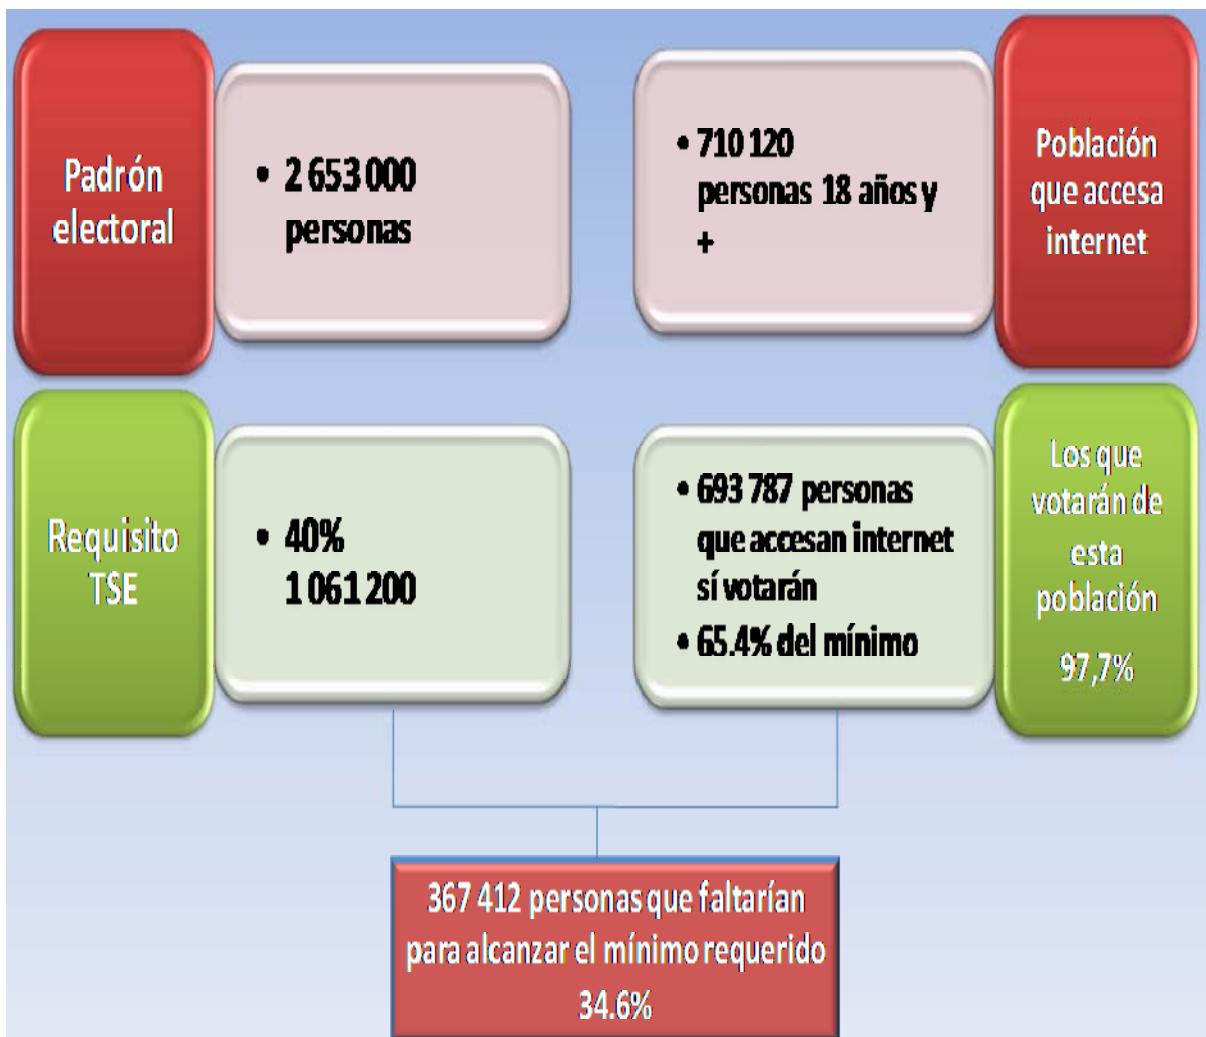 Padrón
electoral
• 2 653 000
personas
• 710 120
personas 18 años y
+
Población
que accesa
internet
Requisito
TSE
• 40%
1 061 200
• 693 787 personas
que accesan internet
sí votarán
• 65.4% del mínimo
Los que
votarán de
esta
población
97,7%
367 412 personas que faltarían
para alcanzar el mínimo requerido
34.6%